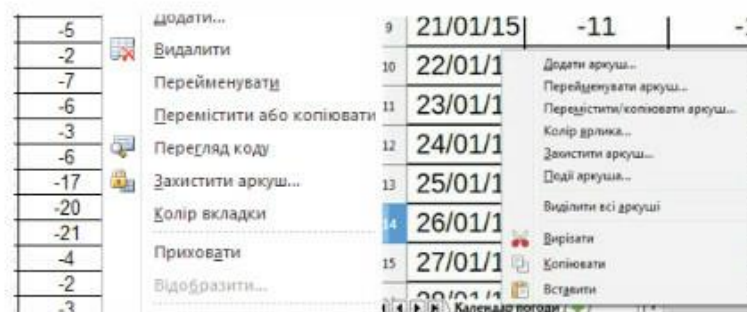 -5
-2
-7
-6
-3
-6
-17
-20
-21
-4
-2
-3
Додати...
Видалити
Перейменувати
Перемістити або копіювати
Перегляд коду
Захистити аркуш...
Колір вкладки
Приховати
Відобразити...
9 21/01/15 -11
10 22/01/1
11 23/01/1
12 24/01/1
13 25/01/1
14 26/01/1
15 27/01/1
28/01/1
Додати аркуш...
Перейменувати аркуш...
Перемістити/копіювати аркуш...
Колір ярлика...
Захистити аркуш...
Події аркуша...
Виділити всі аркуші
Вирізати
Копіювати
Вставити
Календар погоди